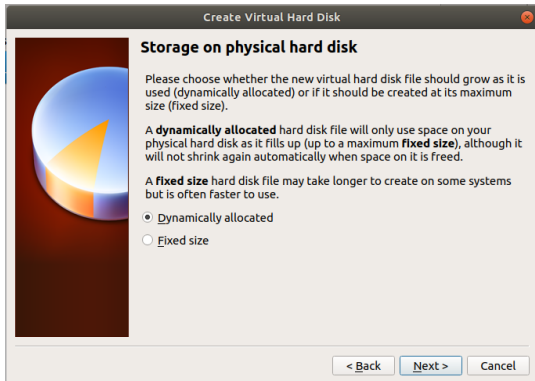 Create Virtual Hard Disk
Storage on physical hard disk
Please choose whether the new virtual hard disk file should grow as it is
used (dynamically allocated) or if it should be created at its maximum
size (fixed size).
A dynamically allocated hard disk file will only use space on your
physical hard disk as it fills up (up to a maximum fixed size), although it
will not shrink again automatically when space on it is freed.
A fixed size hard disk file may take longer to create on some systems
but is often faster to use.
Dynamically allocated
Fixed size
< Back Next > Cancel